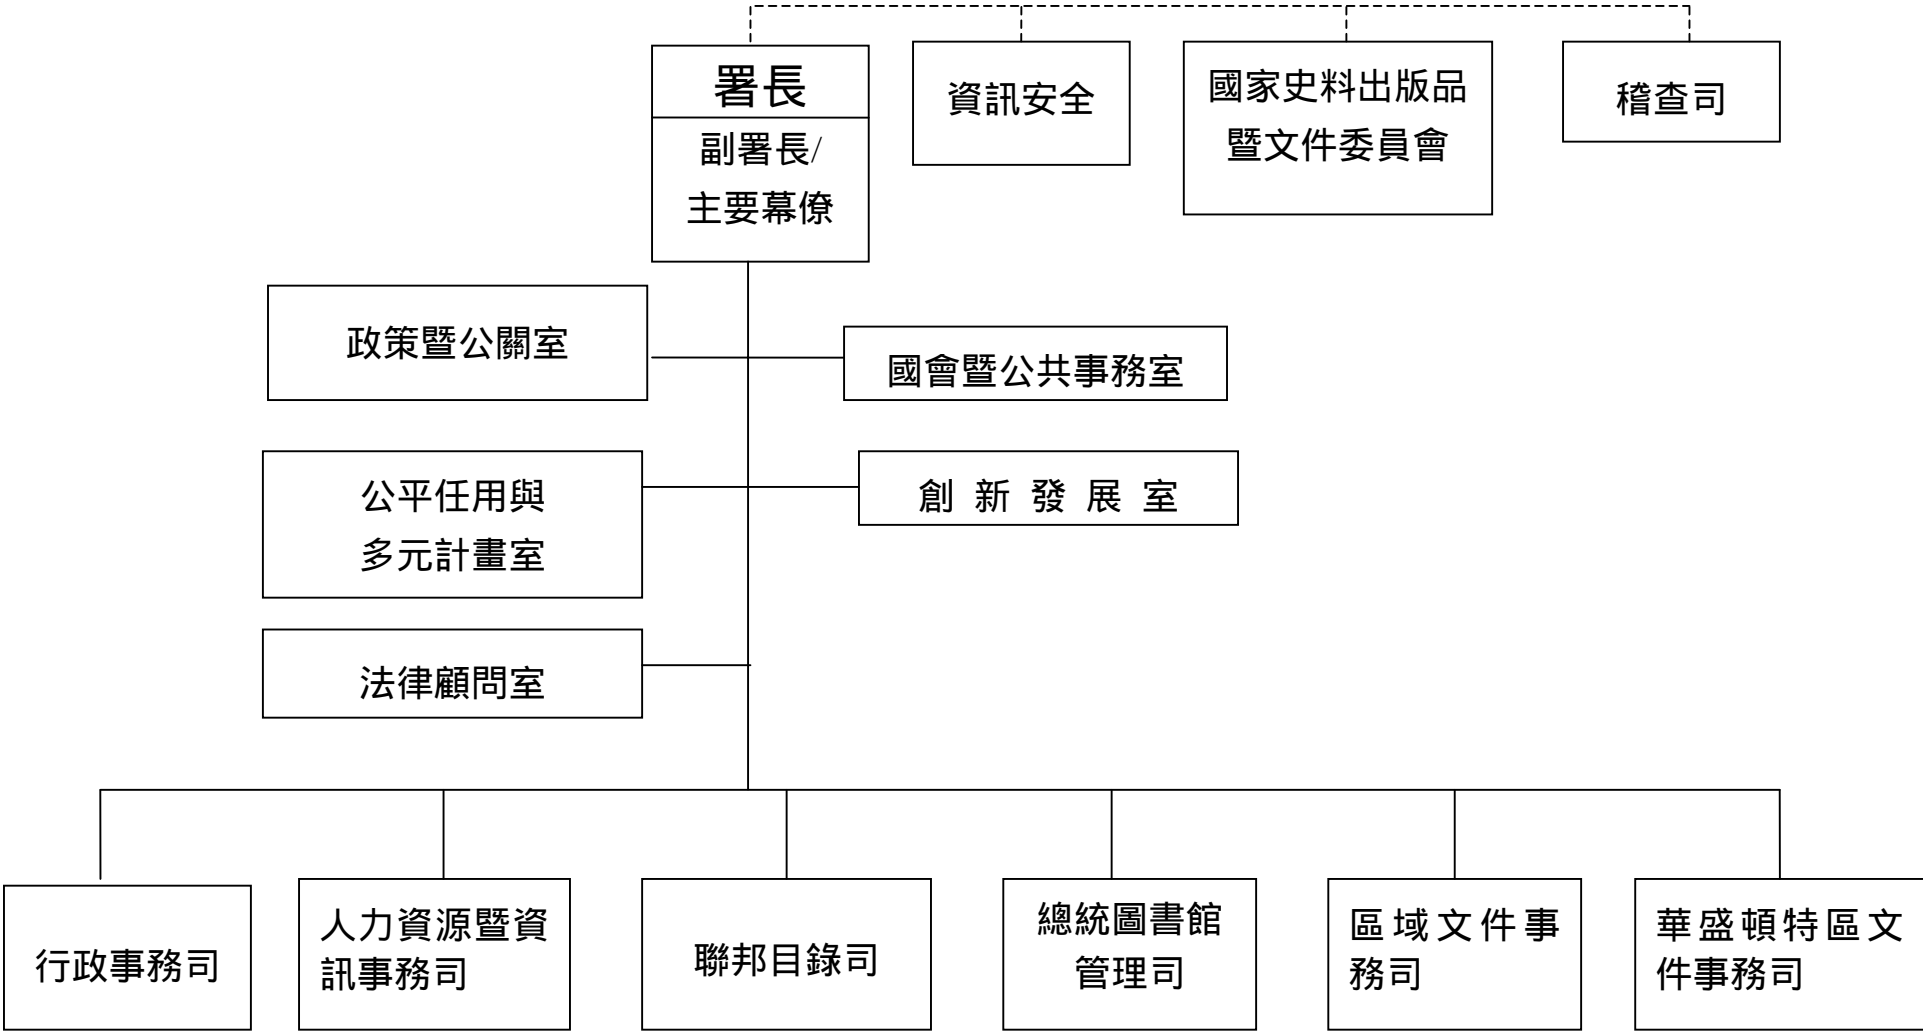 署長
副署長/
主要幕僚
資訊安全
國家史料出版品
暨文件委員會
稽查司
政策暨公關室
國會暨公共事務室
公平任用與
多元計畫室
創新發展室
法律顧問室
行政事務司
人力資源暨資
訊事務司
聯邦目錄司
總統圖書館
管理司
區域文件事
務司
華盛頓特區文
件事務司